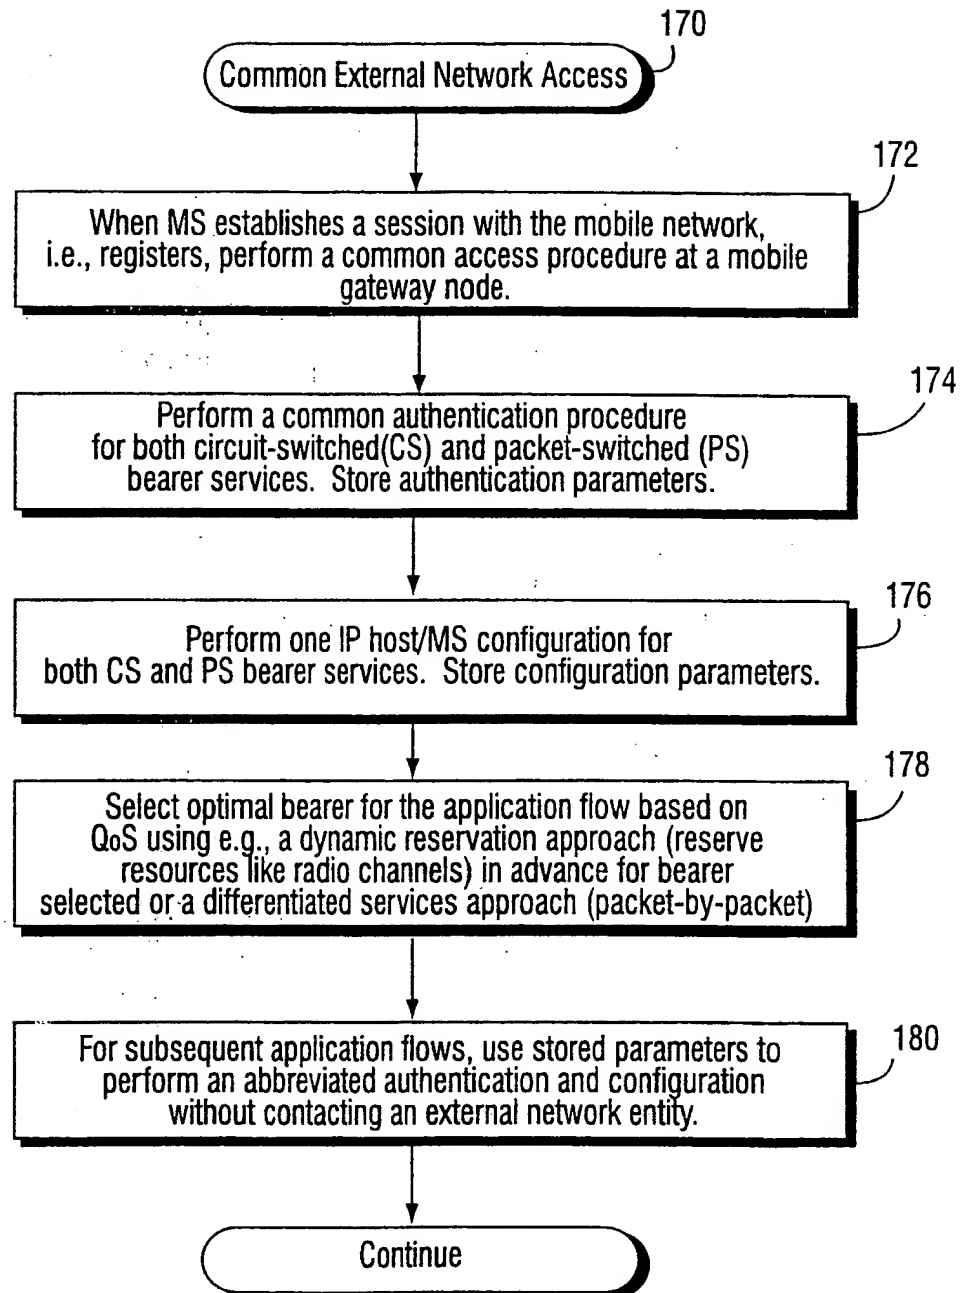 170
Common External Network Access
172
When MS establishes a session with the mobile network,
i.e., registers, perform a common access procedure at a mobile
gateway node.
174
Perform a common authentication procedure
for both circuit-switched(CS) and packet-switched (PS)
bearer services. Store authentication parameters.
176
Perform one IP host/MS configuration for
both CS and PS bearer services. Store configuration parameters.
178
Select optimal bearer for the application flow based on
QoS using e.g., a dynamic reservation approach (reserve
resources like radio channels) in advance for bearer
selected or a differentiated services approach (packet-by-packet)
180
For subsequent application flows, use stored parameters to
perform an abbreviated authentication and configuration
without contacting an external network entity.
Continue